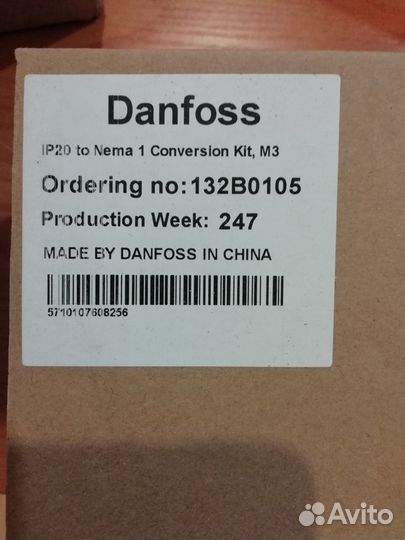 Danfoss
IP20 to Nema 1 Conversion Kit, M3
Ordering no:132B0105
Production Week: 247
MADE BY DANFOSS IN CHINA
5710107608256
Avito